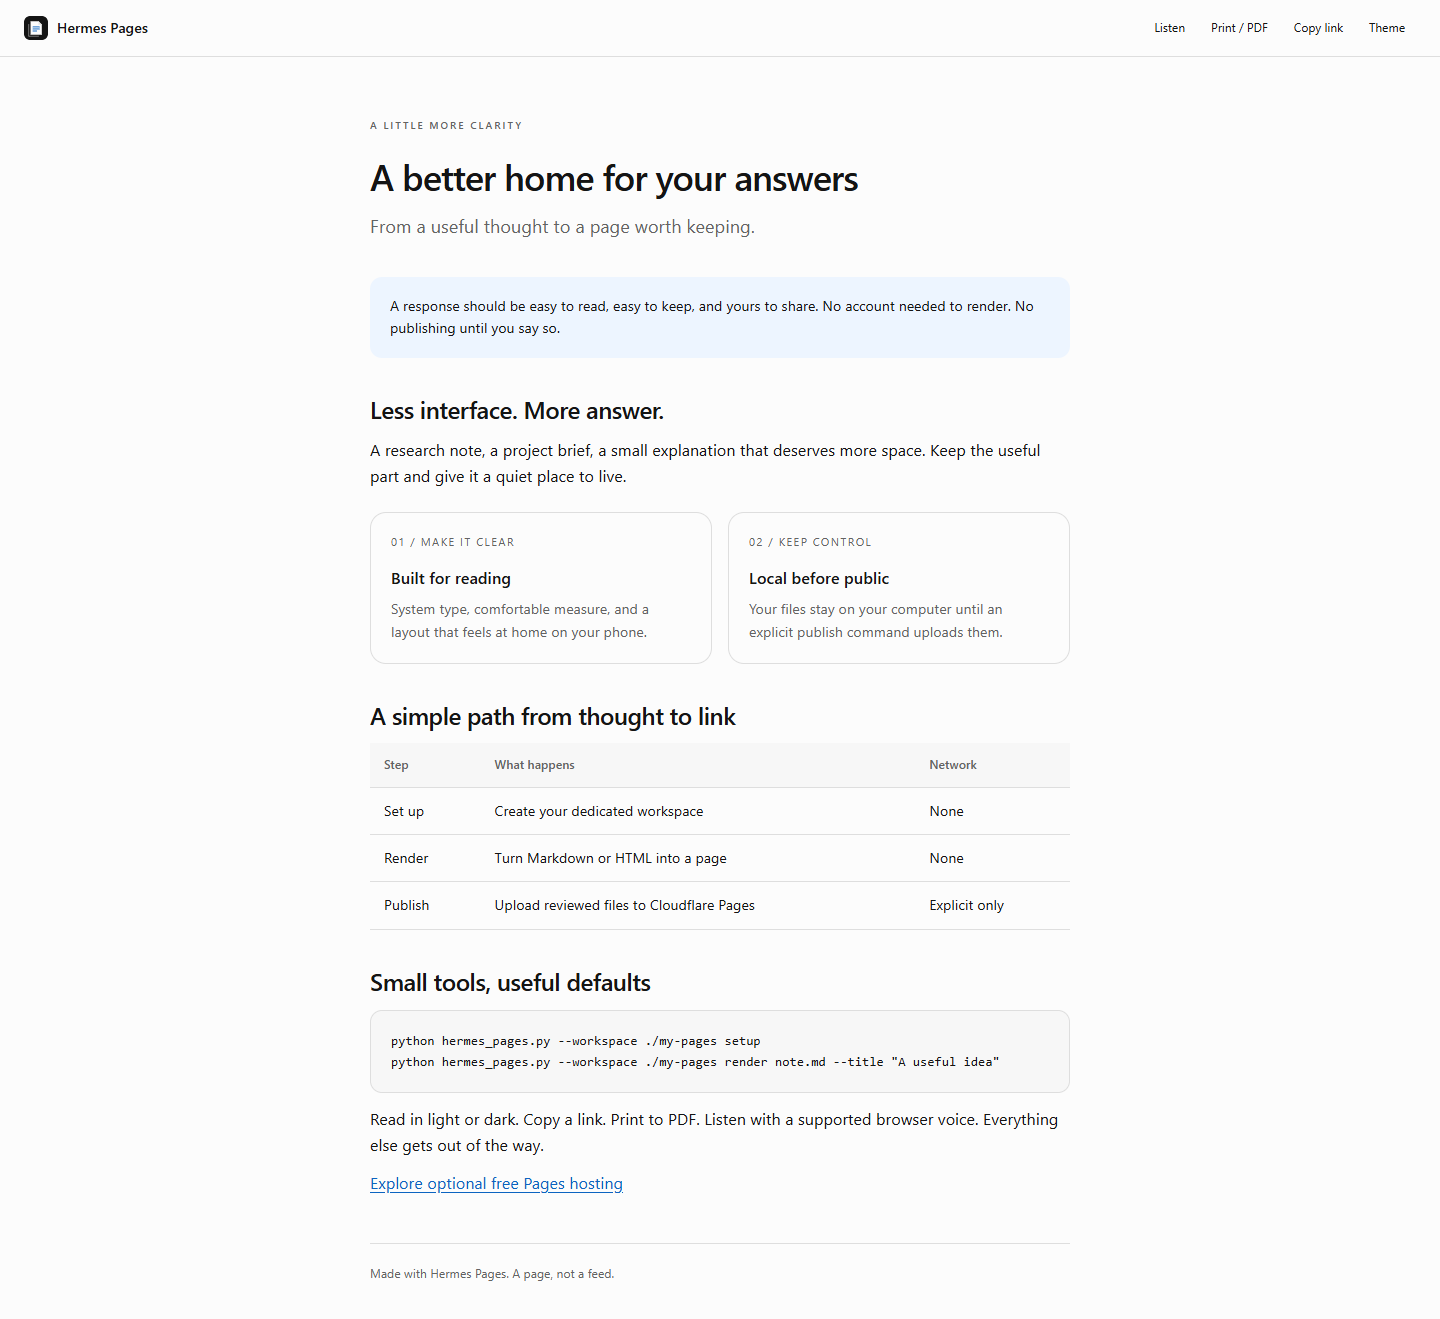 Hermes Pages
Listen
Print / PDF
Copy link
Theme
A LITTLE MORE CLARITY
A better home for your answers
From a useful thought to a page worth keeping.
A response should be easy to read, easy to keep, and yours to share. No account needed to render. No
publishing until you say so.
Less interface. More answer.
A research note, a project brief, a small explanation that deserves more space. Keep the useful
part and give it a quiet place to live.
01 / MAKE IT CLEAR
Built for reading
System type, comfortable measure, and a
layout that feels at home on your phone.
02 / KEEP CONTROL
Local before public
Your files stay on your computer until an
explicit publish command uploads them.
A simple path from thought to link
Step What happens Network
Set up Create your dedicated workspace None
Render Turn Markdown or HTML into a page None
Publish Upload reviewed files to Cloudflare Pages Explicit only
Small tools, useful defaults
python hermes_pages.py --workspace ./my-pages setup
python hermes_pages.py --workspace ./my-pages render note.md --title "A useful idea"
Read in light or dark. Copy a link. Print to PDF. Listen with a supported browser voice. Everything
else gets out of the way.
Explore optional free Pages hosting
Made with Hermes Pages. A page, not a feed.